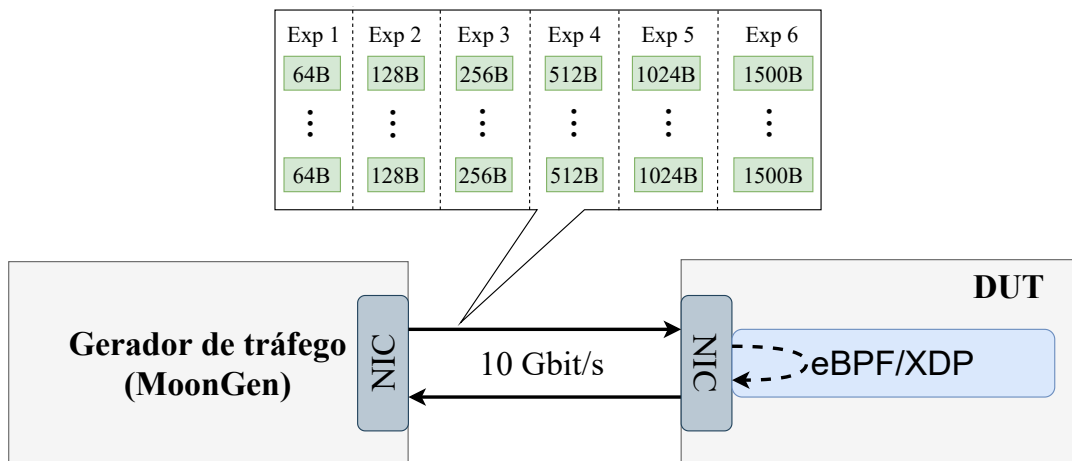 Exp 1 Exp 2 Exp 3 Exp 4 Exp 5 Exp 6
64B 128B 256B 512B 1024B 1500B
64B 128B 256B 512B 1024B 1500B
DUT
Gerador de tráfego
(MoonGen)
NIC
10 Gbit/s
NIC
eBPF/XDP